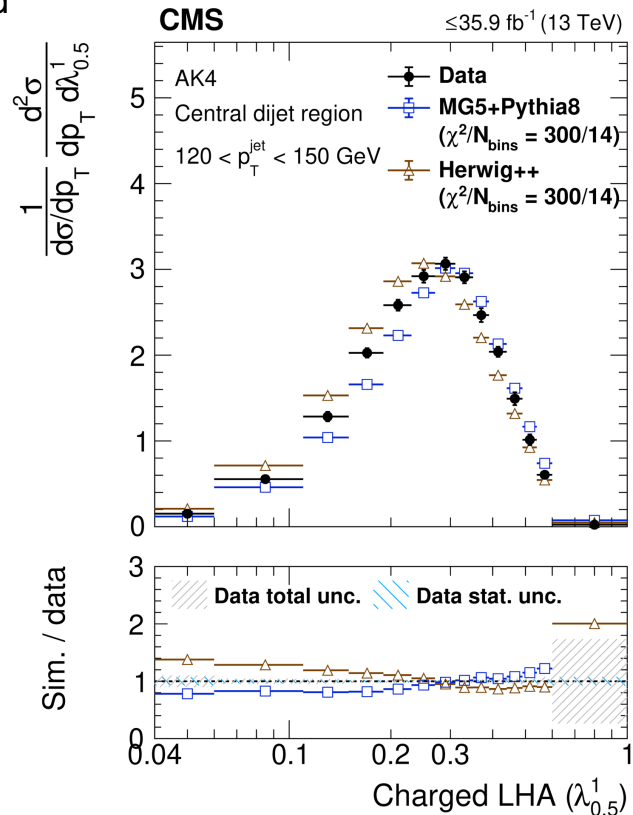 CMS
≤35.9 fb⁻¹ (13 TeV)
1 / dσ/dp_T d²σ / dp_T dλ¹_0.5
AK4
Central dijet region
120 < p_T^jet < 150 GeV
Data
MG5+Pythia8
(χ²/N_bins = 300/14)
Herwig++
(χ²/N_bins = 300/14)
5
4
3
2
1
0
Sim. / data
3
2
1
0
Data total unc.
Data stat. unc.
0.04
0.1
0.2
0.3
1
Charged LHA (λ¹_0.5)